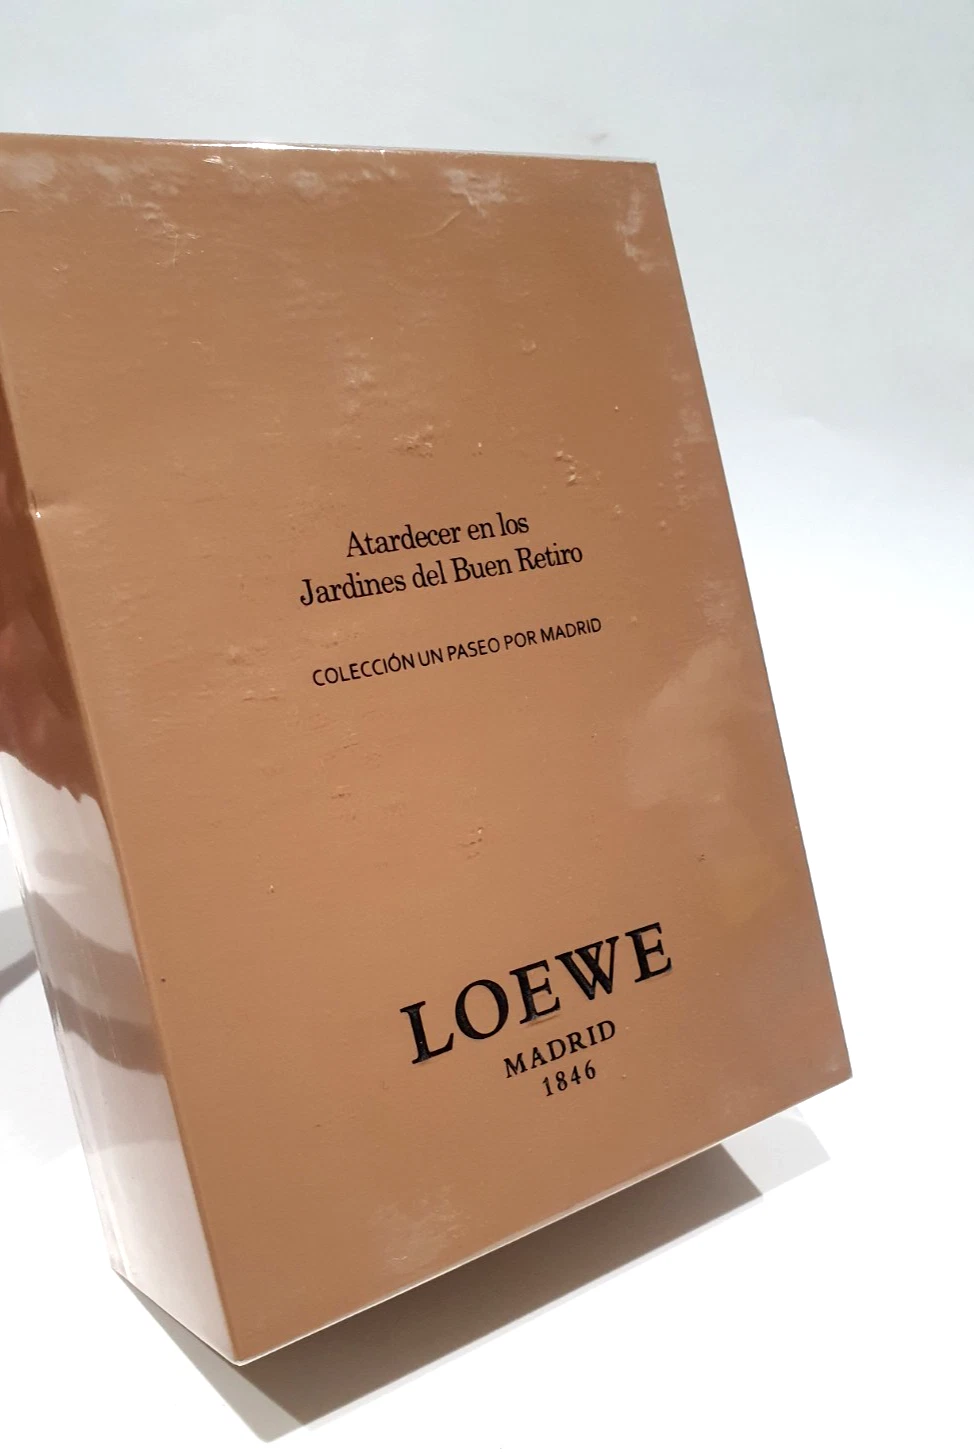 Atardecer en los
Jardines del Buen Retiro
COLECCIÓN UN PASEO POR MADRID
LOEWE
MADRID
1846